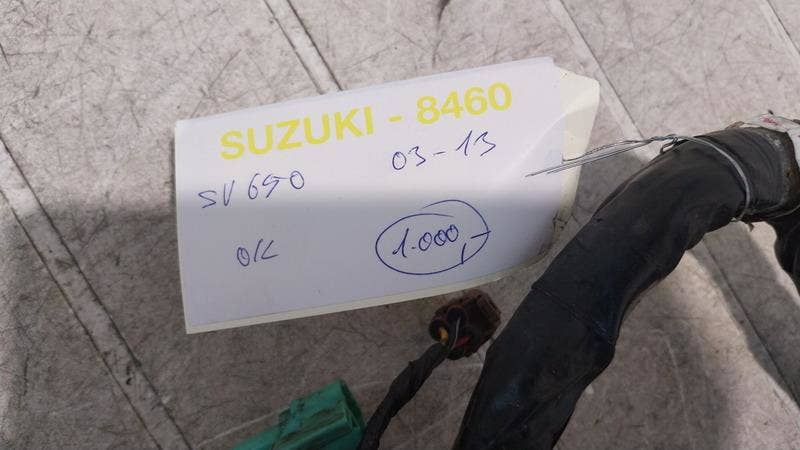 SUZUKI - 8460
SV 650 03-13
OK 1.000,-